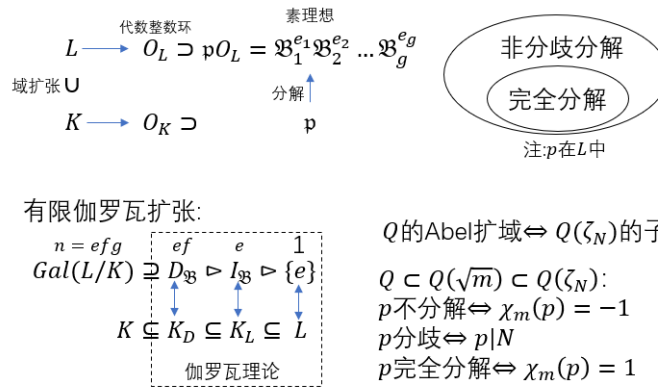 代数整数环
素理想
L → O_L ⊃ 𝔭O_L = 𝔅_1^{e_1}𝔅_2^{e_2} … 𝔅_g^{e_g}
域扩张 ∪
分解
K → O_K ⊃ 𝔭
非分歧分解
完全分解
注:p在L中
有限伽罗瓦扩张:
n = efg ef e 1
Gal(L/K) ⊇ D_𝔅 ⊳ I_𝔅 ⊳ {e}
K ⊆ K_D ⊆ K_L ⊆ L
伽罗瓦理论
Q的Abel扩域⇔ Q(ζ_N)的子
Q ⊂ Q(√m) ⊂ Q(ζ_N):
p不分解⇔ χ_m(p) = −1
p分歧⇔ p|N
p完全分解⇔ χ_m(p) = 1